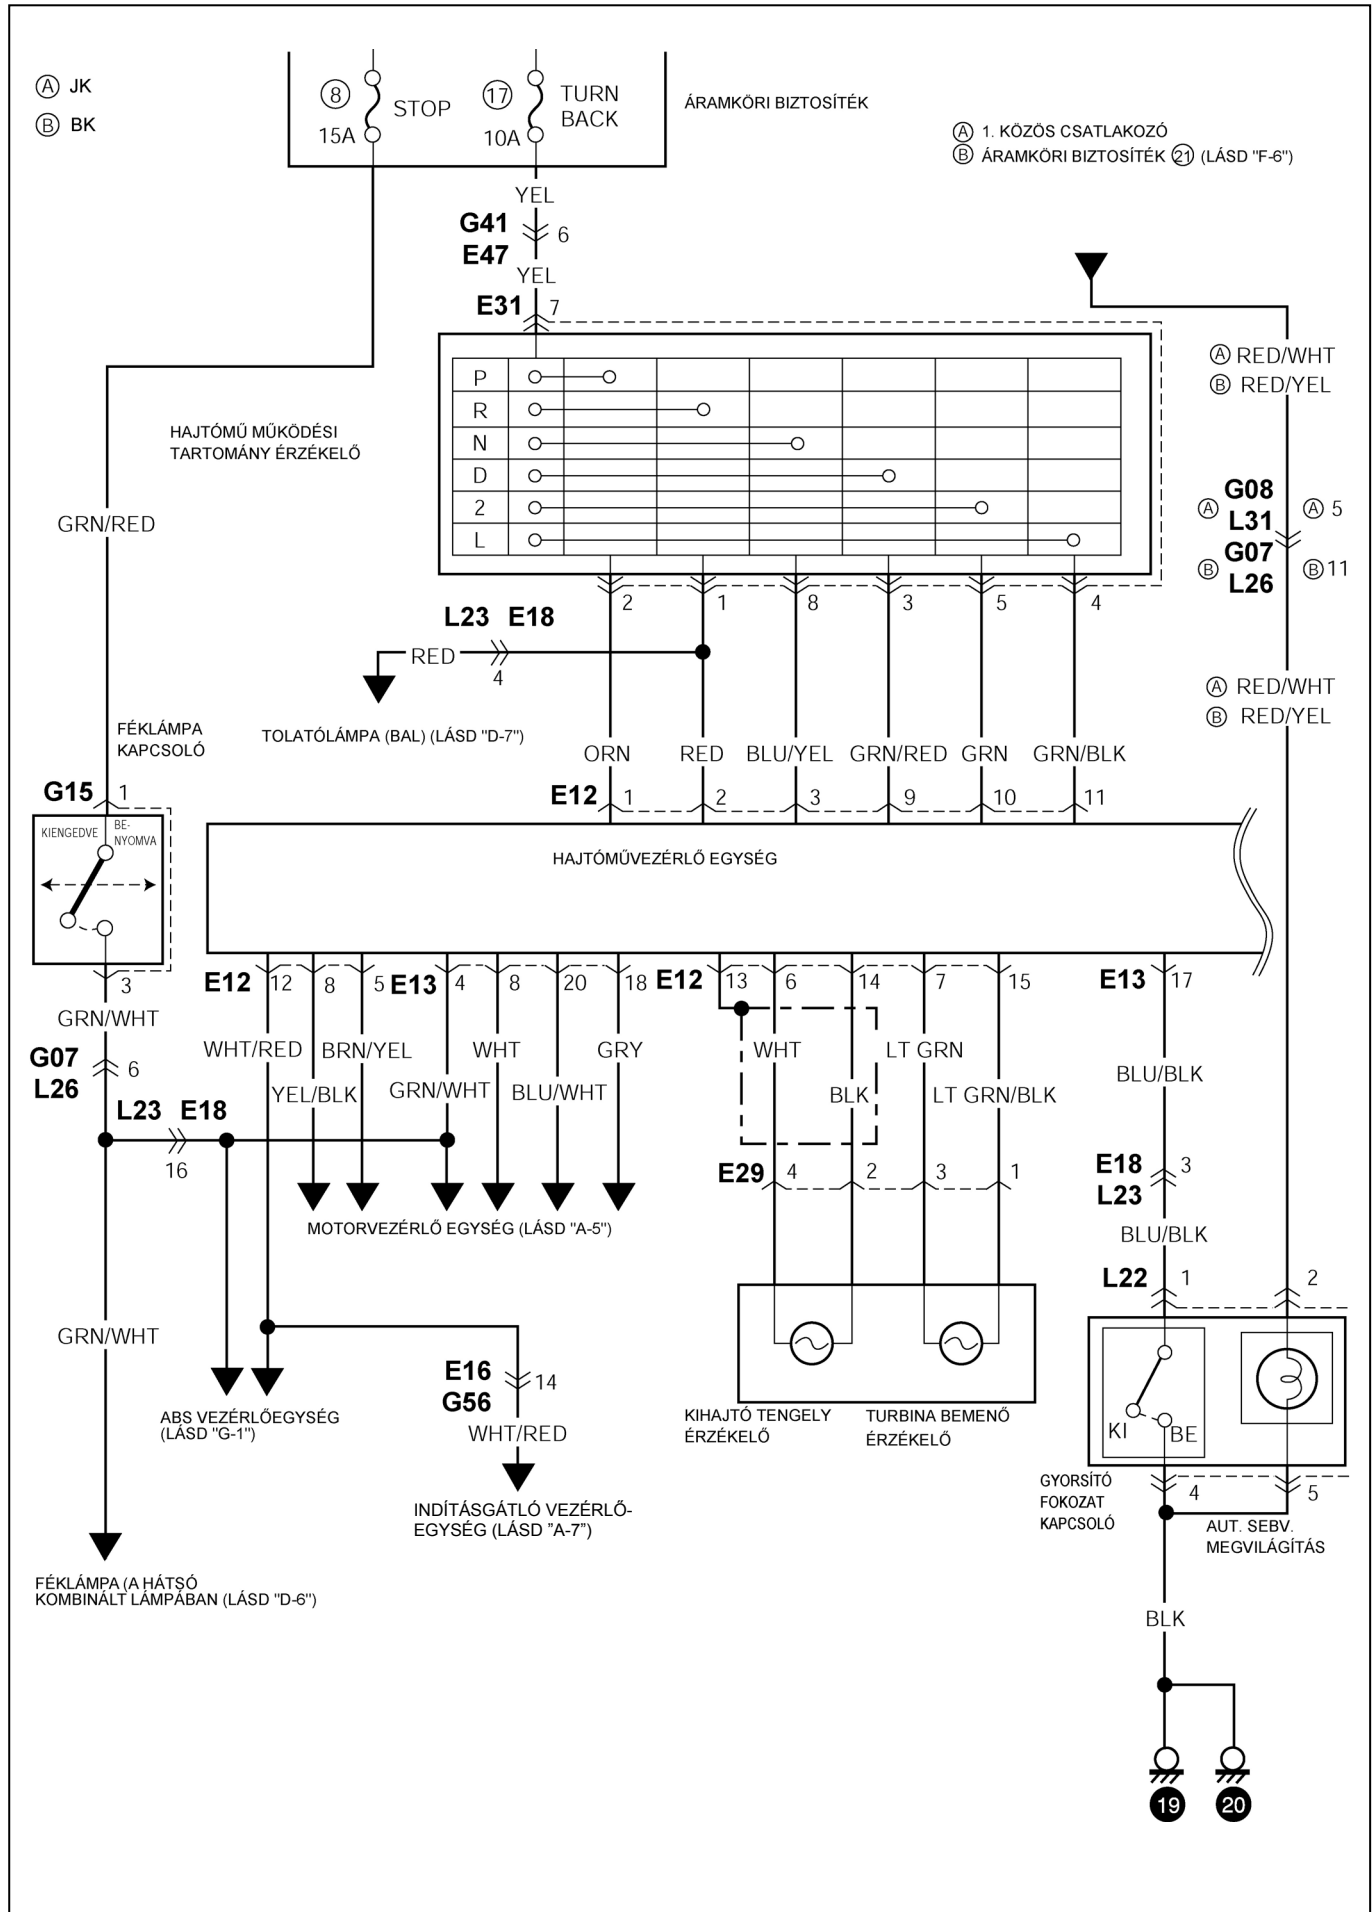 Ⓐ JK
Ⓑ BK
⑧ STOP
15A
⑰ TURN
BACK
10A
ÁRAMKÖRI BIZTOSÍTÉK
Ⓐ 1. KÖZÖS CSATLAKOZÓ
Ⓑ ÁRAMKÖRI BIZTOSÍTÉK ㉑ (LÁSD "F-6")
YEL
G41
E47
6
YEL
E31 7
P
R
N
D
2
L
HAJTÓMŰ MŰKÖDÉSI
TARTOMÁNY ÉRZÉKELŐ
Ⓐ RED/WHT
Ⓑ RED/YEL
GRN/RED
G08
Ⓐ L31 Ⓐ 5
G07
Ⓑ L26 Ⓑ 11
2 1 8 3 5 4
L23 E18
RED
4
TOLATÓLÁMPA (BAL) (LÁSD "D-7")
Ⓐ RED/WHT
Ⓑ RED/YEL
FÉKLÁMPA
KAPCSOLÓ
ORN RED BLU/YEL GRN/RED GRN GRN/BLK
G15 1
E12 1 2 3 9 10 11
KIENGEDVE
BE-
NYOMVA
HAJTÓMŰVEZÉRLŐ EGYSÉG
3
E12 12 8 5 E13 4 8 20 18 E12 13 6 14 7 15 E13 17
GRN/WHT
WHT/RED BRN/YEL WHT GRY WHT LT GRN
G07
L26
6
YEL/BLK GRN/WHT BLU/WHT BLK LT GRN/BLK
BLU/BLK
L23 E18
16
E29 4 2 3 1
E18
L23
3
MOTORVEZÉRLŐ EGYSÉG (LÁSD "A-5")
BLU/BLK
L22 1 2
GRN/WHT
E16
G56
14
WHT/RED
ABS VEZÉRLŐEGYSÉG
(LÁSD "G-1")
KIHAJTÓ TENGELY
ÉRZÉKELŐ
TURBINA BEMENŐ
ÉRZÉKELŐ
KI BE
INDÍTÁSGÁTLÓ VEZÉRLŐ-
EGYSÉG (LÁSD ”A-7”)
GYORSÍTÓ
FOKOZAT
KAPCSOLÓ
4 5
AUT. SEBV.
MEGVILÁGÍTÁS
FÉKLÁMPA (A HÁTSÓ
KOMBINÁLT LÁMPÁBAN (LÁSD "D-6")
BLK
19 20